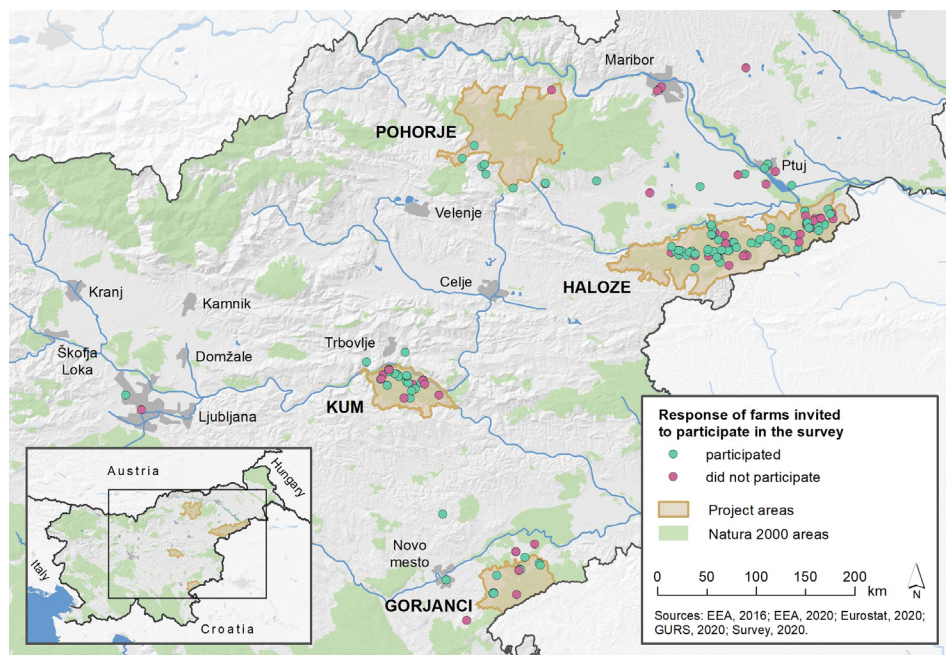 Maribor
POHORJE
Ptuj
Velenje
HALOZE
Celje
Kranj
Kamnik
Trbovlje
Škofja
Loka
Domžale
KUM
Ljubljana
Novo
mesto
GORJANCI
Austria
Hungary
Italy
Croatia
Response of farms invited
to participate in the survey
participated
did not participate
Project areas
Natura 2000 areas
0 50 100 150 200
km
N
Sources: EEA, 2016; EEA, 2020; Eurostat, 2020;
GURS, 2020; Survey, 2020.